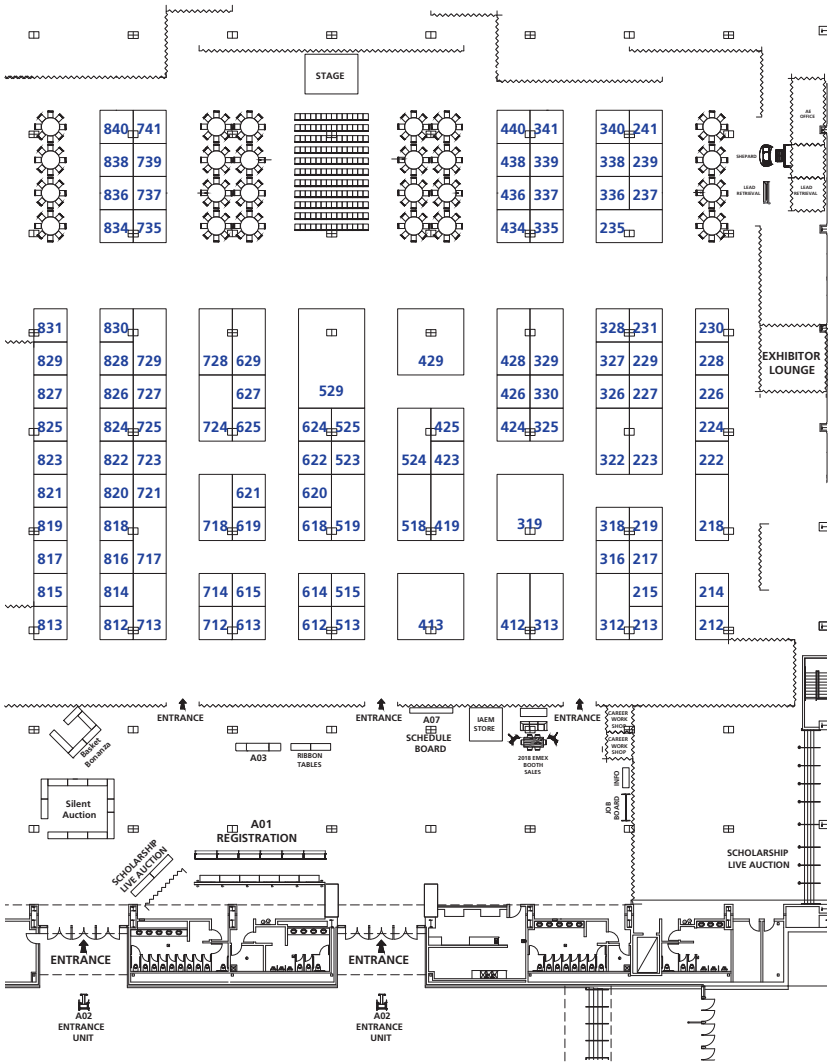 STAGE
AE
OFFICE
840 741
440 341
340 241
838 739
438 339
338 239
SHEPARD
836 737
436 337
336 237
LEAD
RETRIEVAL
LEAD
RETRIEVAL
834 735
434 335
235
831
830
328 231
230
829
828 729
728 629
429
428 329
327 229
228
EXHIBITOR
LOUNGE
827
826 727
627
529
426 330
326 227
226
825
824 725
724 625
624 525
425
424 325
224
823
822 723
622 523
524 423
322 223
222
821
820 721
621
620
819
818
718 619
618 519
518 419
319
318 219
218
817
816 717
316 217
815
814
714 615
614 515
215
214
813
812 713
712 613
612 513
413
412 313
312 213
212
ENTRANCE
ENTRANCE
ENTRANCE
A07
SCHEDULE
BOARD
IAEM
STORE
CAREER
WORK
SHOP
CAREER
WORK
SHOP
Basket
Bonanza
A03
RIBBON
TABLES
2018 EMEX
BOOTH
SALES
INFO
JOB
BOARD
Silent
Auction
A01
REGISTRATION
SCHOLARSHIP
LIVE AUCTION
SCHOLARSHIP
LIVE AUCTION
ENTRANCE
ENTRANCE
A02
ENTRANCE
UNIT
A02
ENTRANCE
UNIT